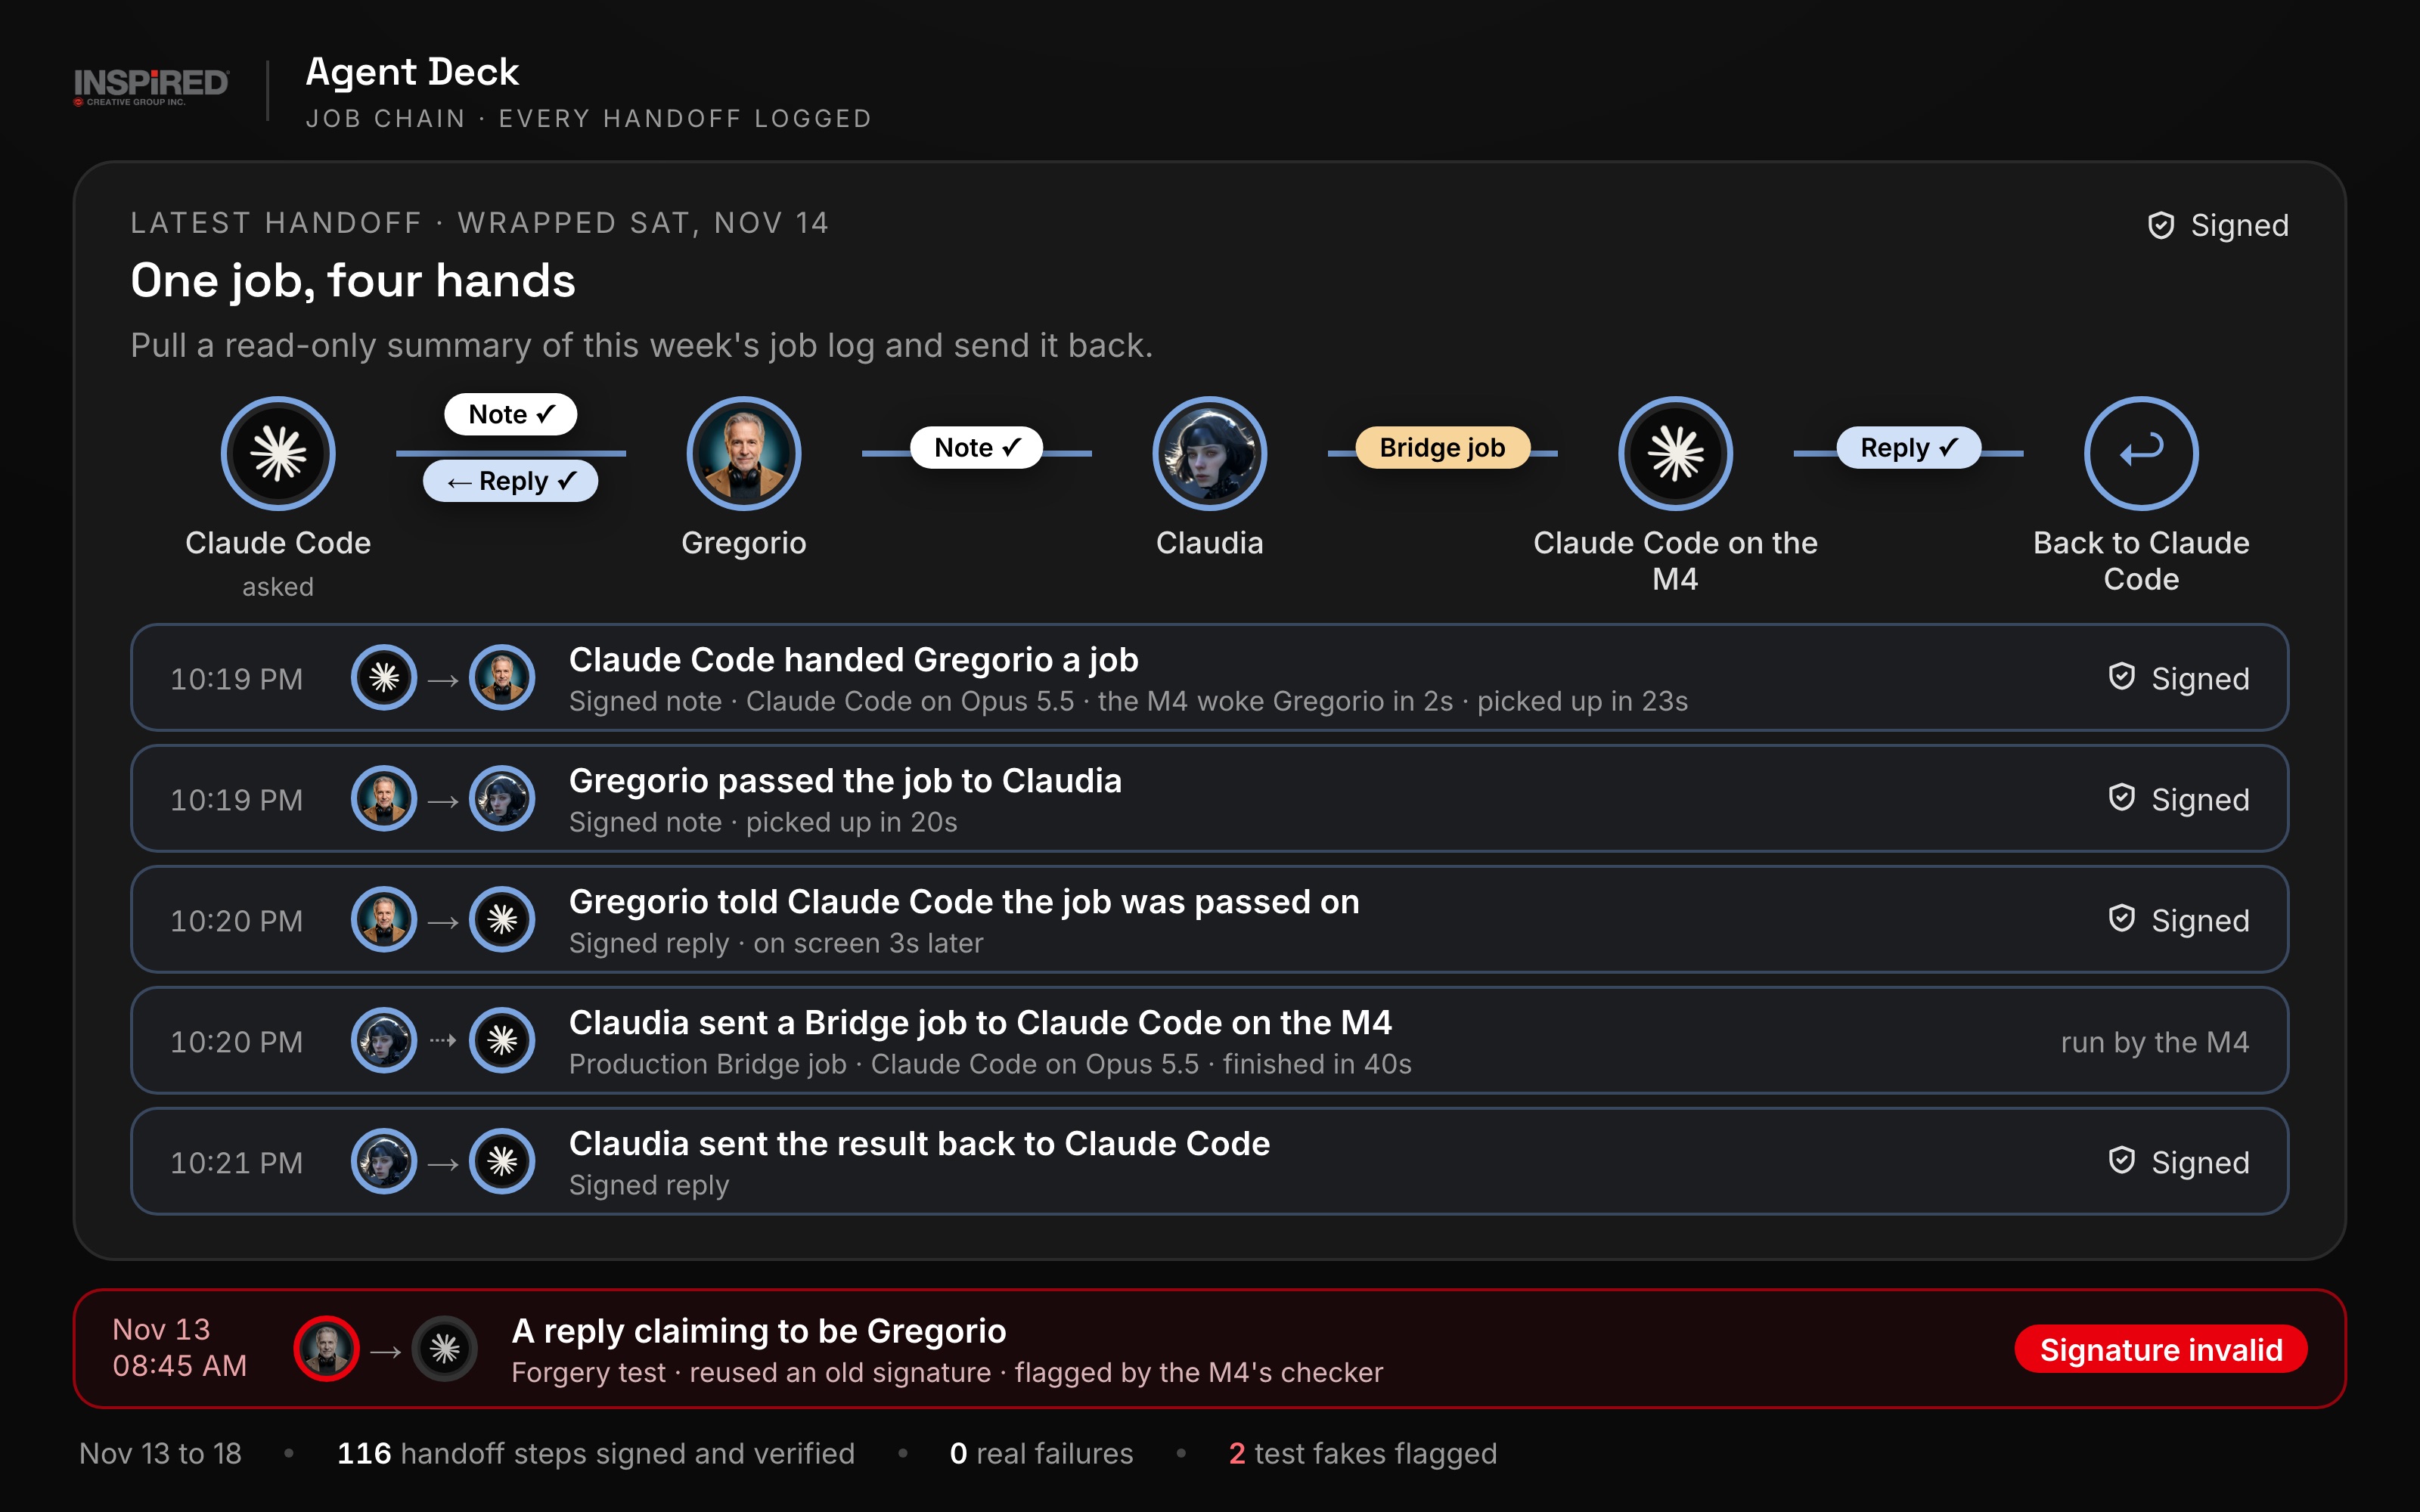 INSPiRED
CREATIVE GROUP INC.
Agent Deck
JOB CHAIN · EVERY HANDOFF LOGGED
LATEST HANDOFF · WRAPPED SAT, NOV 14
Signed
One job, four hands
Pull a read-only summary of this week's job log and send it back.
Note ✓
← Reply ✓
Note ✓
Bridge job
Reply ✓
Claude Code
asked
Gregorio
Claudia
Claude Code on the
M4
Back to Claude
Code
10:19 PM
→
Claude Code handed Gregorio a job
Signed note · Claude Code on Opus 5.5 · the M4 woke Gregorio in 2s · picked up in 23s
Signed
10:19 PM
→
Gregorio passed the job to Claudia
Signed note · picked up in 20s
Signed
10:20 PM
→
Gregorio told Claude Code the job was passed on
Signed reply · on screen 3s later
Signed
10:20 PM
⤑
Claudia sent a Bridge job to Claude Code on the M4
Production Bridge job · Claude Code on Opus 5.5 · finished in 40s
run by the M4
10:21 PM
→
Claudia sent the result back to Claude Code
Signed reply
Signed
Nov 13
08:45 AM
→
A reply claiming to be Gregorio
Forgery test · reused an old signature · flagged by the M4's checker
Signature invalid
Nov 13 to 18 • 116 handoff steps signed and verified • 0 real failures • 2 test fakes flagged